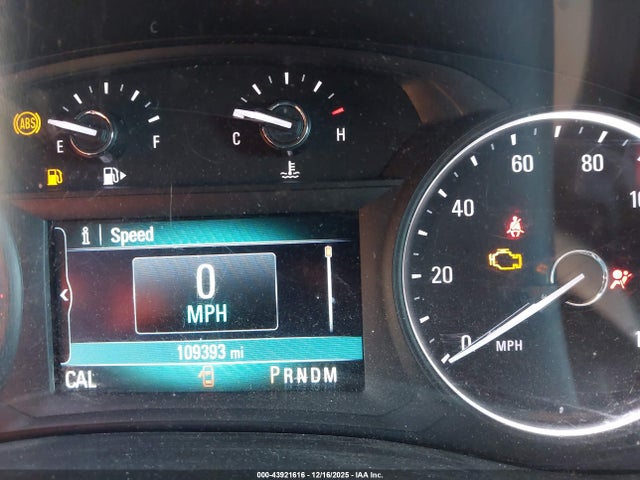 C
ABS
E F
C H
i Speed
0
MPH
109393 mi
CAL PRNDM
0 20 40 60 80
MPH
000-43921616 - 12/16/2025 - IAA Inc.